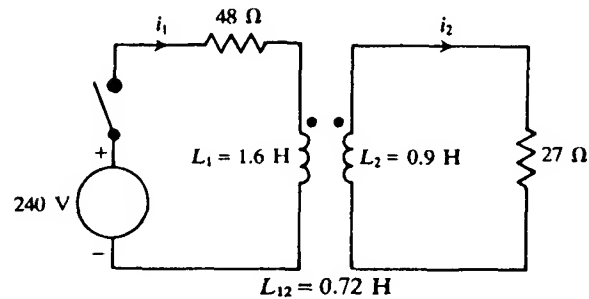 48 Ω
i₁
i₂
L₁ = 1.6 H
L₂ = 0.9 H
27 Ω
+
240 V
−
L₁₂ = 0.72 H